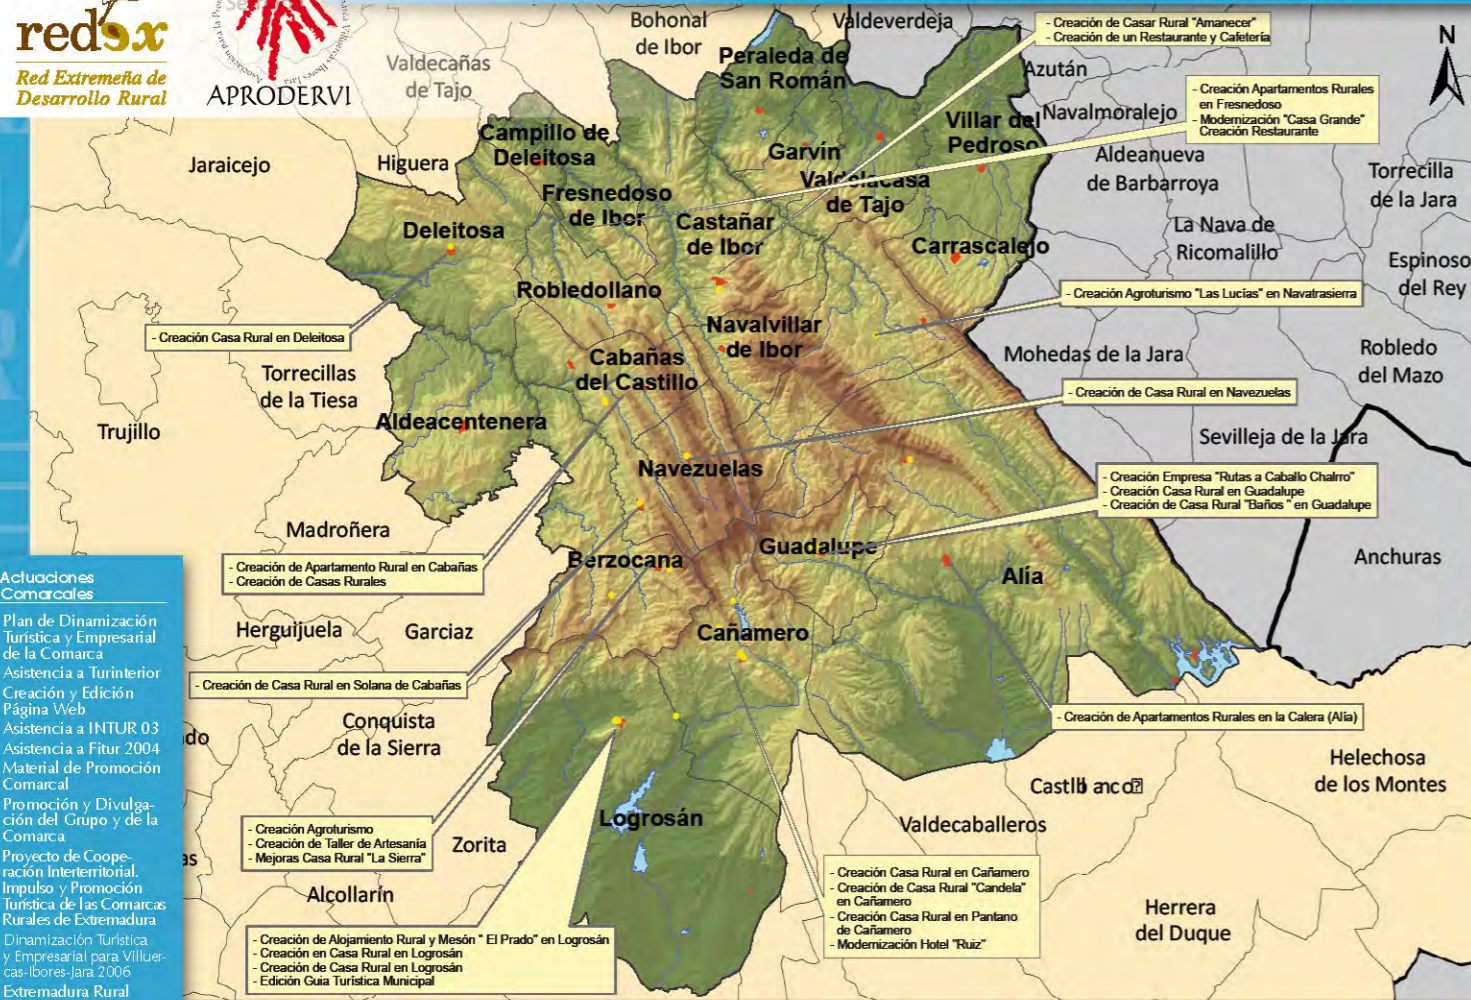 redex
Red Extremeña de
Desarrollo Rural
APRODERVI
Bohonal
de Ibor
Valdeverdeja
- Creación de Casar Rural "Amanecer"
- Creación de un Restaurante y Cafetería
N
Valdecañas
de Tajo
Peraleda de
San Román
Azután
- Creación Apartamentos Rurales
en Fresnedoso
- Modernización "Casa Grande"
Creación Restaurante
Navalmoralejo
Villar del
Pedroso
Campillo de
Deleitosa
Garvín
Jaraicejo
Higuera
Aldeanueva
de Barbarroya
Torrecilla
de la Jara
Valdelacasa
de Tajo
Fresnedoso
de Ibor
Castañar
de Ibor
Deleitosa
Carrascalejo
La Nava de
Ricomalillo
Espinoso
del Rey
Robledollano
- Creación Agroturismo "Las Lucías" en Navatrasierra
- Creación Casa Rural en Deleitosa
Navalvillar
de Ibor
Mohedas de la Jara
Robledo
del Mazo
Cabañas
del Castillo
Torrecillas
de la Tiesa
- Creación de Casa Rural en Navezuelas
Trujillo
Aldeacentenera
Sevilleja de la Jara
Navezuelas
- Creación Empresa "Rutas a Caballo Chalrro"
- Creación Casa Rural en Guadalupe
- Creación de Casa Rural "Baños " en Guadalupe
Madroñera
Guadalupe
Anchuras
Berzocana
- Creación de Apartamento Rural en Cabañas
- Creación de Casas Rurales
Alía
Herguijuela
Garciaz
Cañamero
- Creación de Casa Rural en Solana de Cabañas
Conquista
de la Sierra
- Creación de Apartamentos Rurales en la Calera (Alía)
do
Helechosa
de los Montes
Logrosán
Valdecaballeros
- Creación Agroturismo
- Creación de Taller de Artesanía
- Mejoras Casa Rural "La Sierra"
Zorita
as
Alcollarín
- Creación Casa Rural en Cañamero
- Creación de Casa Rural "Candela"
en Cañamero
- Creación Casa Rural en Pantano
de Cañamero
- Modernización Hotel "Ruiz"
Herrera
del Duque
- Creación de Alojamiento Rural y Mesón " El Prado" en Logrosán
- Creación en Casa Rural en Logrosán
- Creación de Casa Rural en Logrosán
- Edición Guia Turística Municipal
Actuaciones
Comarcales
Plan de Dinamización
Turística y Empresarial
de la Comarca
Asistencia a Turinterior
Creación y Edición
Página Web
Asistencia a INTUR 03
Asistencia a Fitur 2004
Material de Promoción
Comarcal
Promoción y Divulga-
ción del Grupo y de la
Comarca
Proyecto de Coope-
ración Interterritorial.
Impulso y Promoción
Turística de las Comarcas
Rurales de Extremadura
Dinamización Turística
y Empresarial para Villuer-
cas-Ibores-Jara 2006
Extremadura Rural